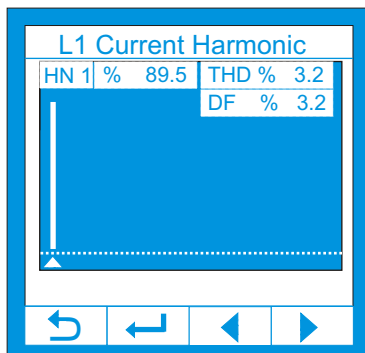 L1 Current Harmonic
HN 1 % 89.5 THD % 3.2
DF % 3.2